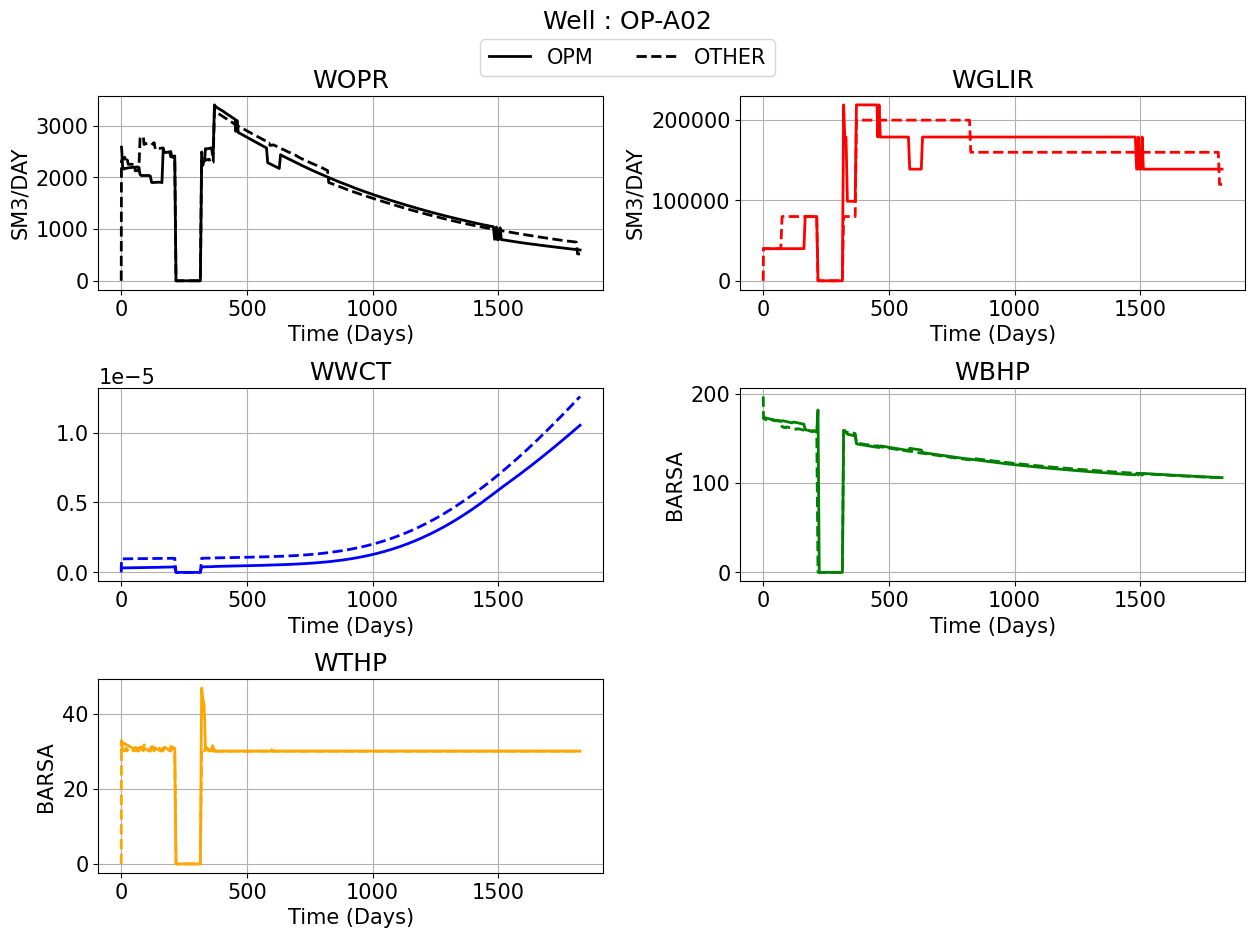 Well : OP-A02
OPM OTHER
WOPR
SM3/DAY
3000
2000
1000
0
0 500 1000 1500
Time (Days)
WGLIR
SM3/DAY
200000
100000
0
0 500 1000 1500
Time (Days)
WWCT
1e−5
1.0
0.5
0.0
0 500 1000 1500
Time (Days)
WBHP
BARSA
200
100
0
0 500 1000 1500
Time (Days)
WTHP
BARSA
40
20
0
0 500 1000 1500
Time (Days)